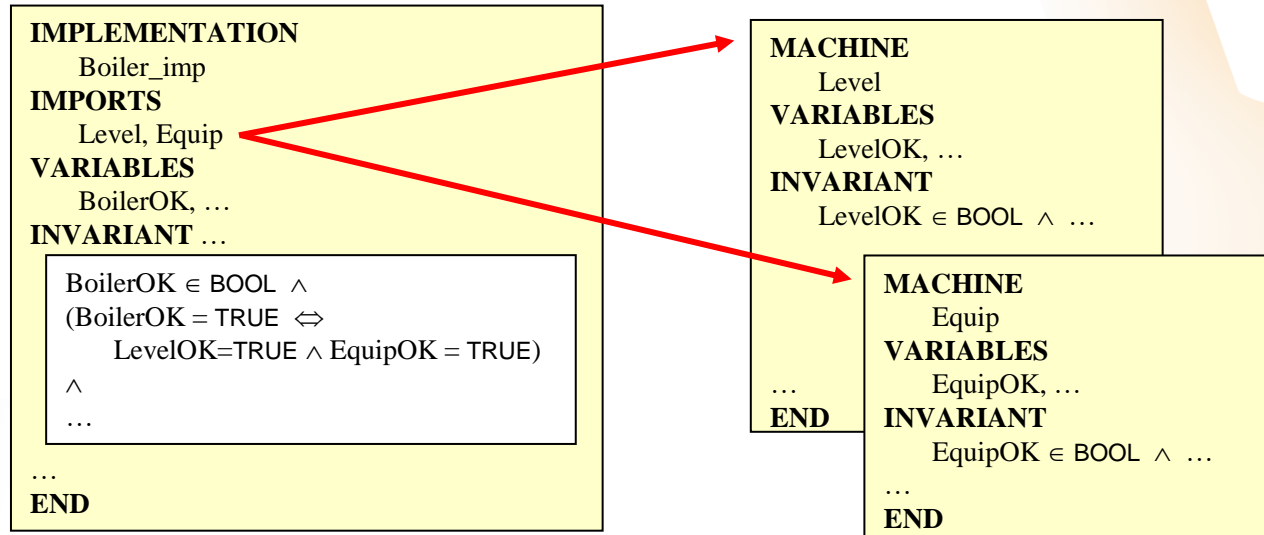 IMPLEMENTATION
Boiler_imp
IMPORTS
Level, Equip
VARIABLES
BoilerOK, …
INVARIANT …
BoilerOK ∈ BOOL ∧
(BoilerOK = TRUE ⇔
LevelOK=TRUE ∧ EquipOK = TRUE)
∧
…
…
END
MACHINE
Level
VARIABLES
LevelOK, …
INVARIANT
LevelOK ∈ BOOL ∧ …
…
END
MACHINE
Equip
VARIABLES
EquipOK, …
INVARIANT
EquipOK ∈ BOOL ∧ …
…
END